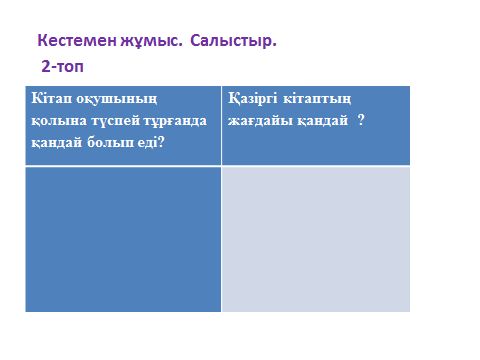 Кестемен жұмыс.  Салыстыр.
2-топ
Кітап оқушының
қолына түспей тұрғанда
қандай болып еді?
Қазіргі кітаптың
жағдайы қандай  ?